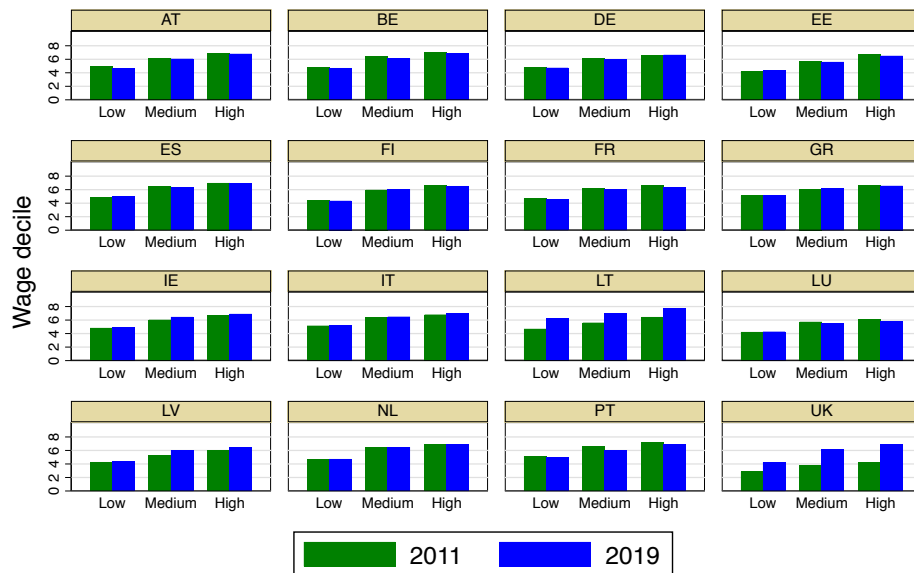 AT BE DE EE
0 2 4 6 8
Low Medium High Low Medium High Low Medium High Low Medium High
ES FI FR GR
0 2 4 6 8
Low Medium High Low Medium High Low Medium High Low Medium High
Wage decile
IE IT LT LU
0 2 4 6 8
Low Medium High Low Medium High Low Medium High Low Medium High
LV NL PT UK
0 2 4 6 8
Low Medium High Low Medium High Low Medium High Low Medium High
2011 2019